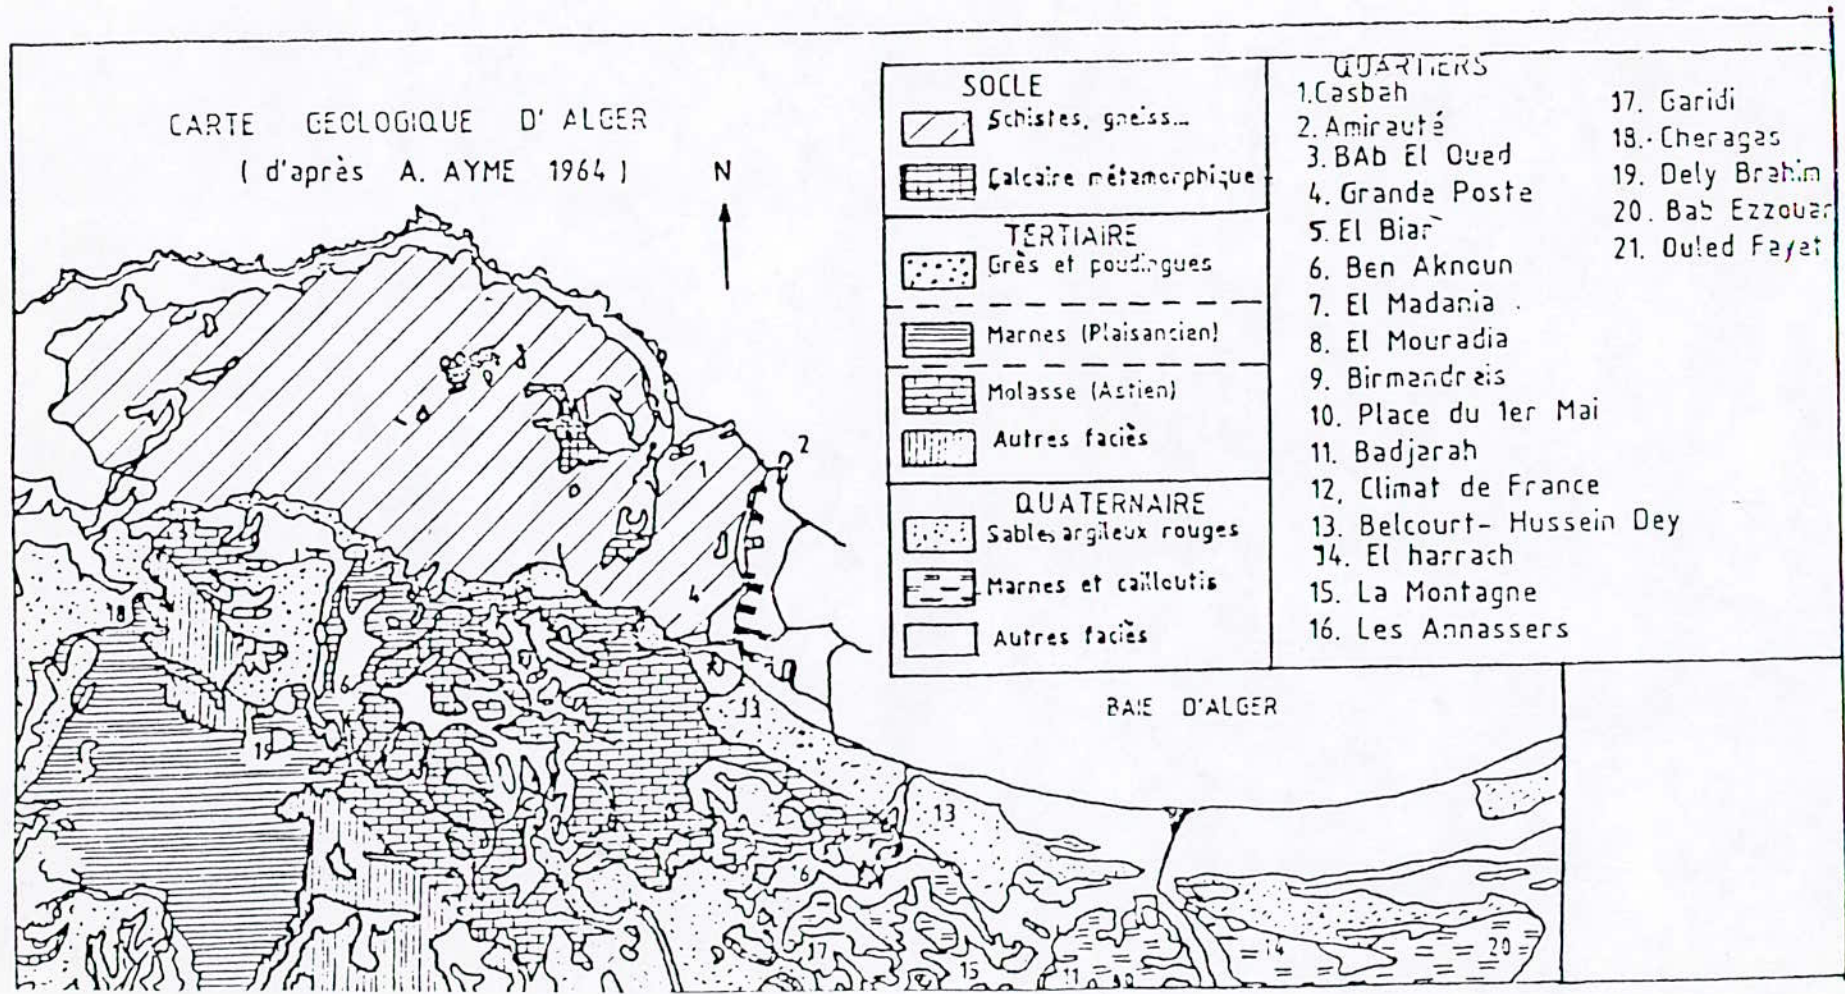 CARTE GEOLOGIQUE D' ALGER
( d'après A. AYME 1964 )
N
SOCLE
Schistes, gneiss...
Calcaire métamorphique
TERTIAIRE
Grès et poudingues
Marnes (Plaisancien)
Molasse (Astien)
Autres faciès
QUATERNAIRE
Sables argileux rouges
Marnes et cailloutis
Autres faciès
QUARTIERS
1.Casbah
2. Amirauté
3. BAb El Oued
4. Grande Poste
5. El Biar
6. Ben Aknoun
7. El Madania
8. El Mouradia
9. Birmandreis
10. Place du 1er Mai
11. Badjarah
12, Climat de France
13. Belcourt- Hussein Dey
14. El harrach
15. La Montagne
16. Les Annassers
17. Garidi
18. Cheragas
19. Dely Brahim
20. Bab Ezzouar
21. Ouled Fayet
BAIE D'ALGER
1
2
4
18
19
13
13
16
17
15
11
14
20